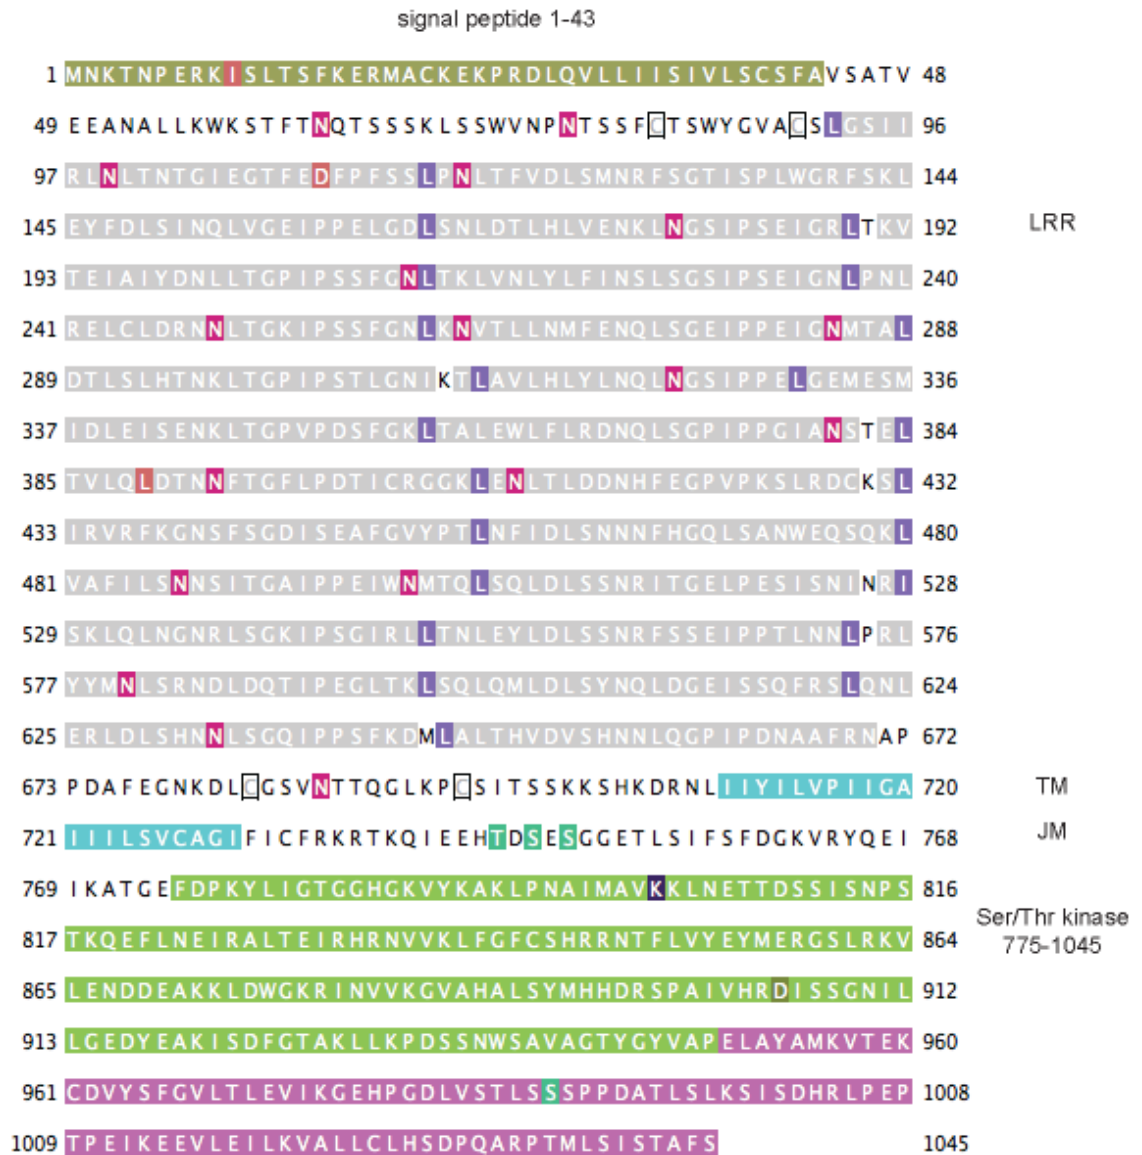 signal peptide 1-43
1 MNKTNPERKISLTSFKERMACKEKPRDLQVLLIISIVLSCSFAVSATV 48
49 EEANALLKWKSTFTNQTSSSKLSSWVNPNTSSFCTSWYGVACSLGSII 96
97 RLNLTNTGIEGTFEDFPFSSLPNLTFVDLSMNRFSGTISPLWGRFSKL 144
145 EYFDLSINQLVGEIPPELGDLSNLDTLHLVENKLNGSIPSEIGRLTKV 192 LRR
193 TEIAIYDNLLTGPIPSSFGNLTKLVNLYLFINSLSGSIPSEIGNLPNL 240
241 RELCLDRNNLTGKIPSSFGNLKNVTLLNMFENQLSGEIPPEIGNMTAL 288
289 DTLSLHTNKLTGPIPSTLGNIKTLAVLHLYLNQLNGSIPPELGEMESM 336
337 IDLEISENKLTGPVPDSFGKLTALEWLFLRDNQLSGPIPPGIANSTEL 384
385 TVLQLDTNNFTGFLPDTICRGGKLENLTLDDNHFEGPVPKSLRDCKSL 432
433 IRVRFKGNSFSGDISEAFGVYPTLNFIDLSNNNFHGQLSANWEQSQKL 480
481 VAFILSNNSITGAIPPEIWNMTQLSQLDLSSNRITGELPESISNINRI 528
529 SKLQLNGNRLSGKIPSGIRLLTNLEYLDLSSNRFSSEIPPTLNNLPRL 576
577 YYMNLSRNDLDQTIPEGLTKLSQLQMLDLSYNQLDGEISSQFRSLQNL 624
625 ERLDLSHNNLSGQIPPSFKDMLALTHVDVSHNNLQGPIPDNAAFRNAP 672
673 PDAFEGNKDLCGSVNTTQGLKPCSITSSKKSHKDRNLIIYILVPIIGA 720 TM
721 IIILSVCAGIFICFRKRTKQIEEHTDSESGGETLSIFSFDGKVRYQEI 768 JM
769 IKATGEFDPKYLIGTGGHGKVYKAKLPNAIMAVKKLNETTDSSISNPS 816
817 TKQEFLNEIRALTEIRHRNVVKLFGFCSHRRNTFLVYEYMERGSLRKV 864 Ser/Thr kinase
775-1045
865 LENDDEAKKLDWGKRINVVKGVAHALSYMHHDRSPAIVHRDISSGNIL 912
913 LGEDYEAKISDFGTAKLLKPDSSNWSAVAGTYGYVAPELAYAMKVTEK 960
961 CDVYSFGVLTLEVIKGEHPGDLVSTLSSSPPDATLSLKSISDHRLPEP 1008
1009 TPEIKEEVLEILKVALLCLHSDPQARPTMLSISTAFS 1045